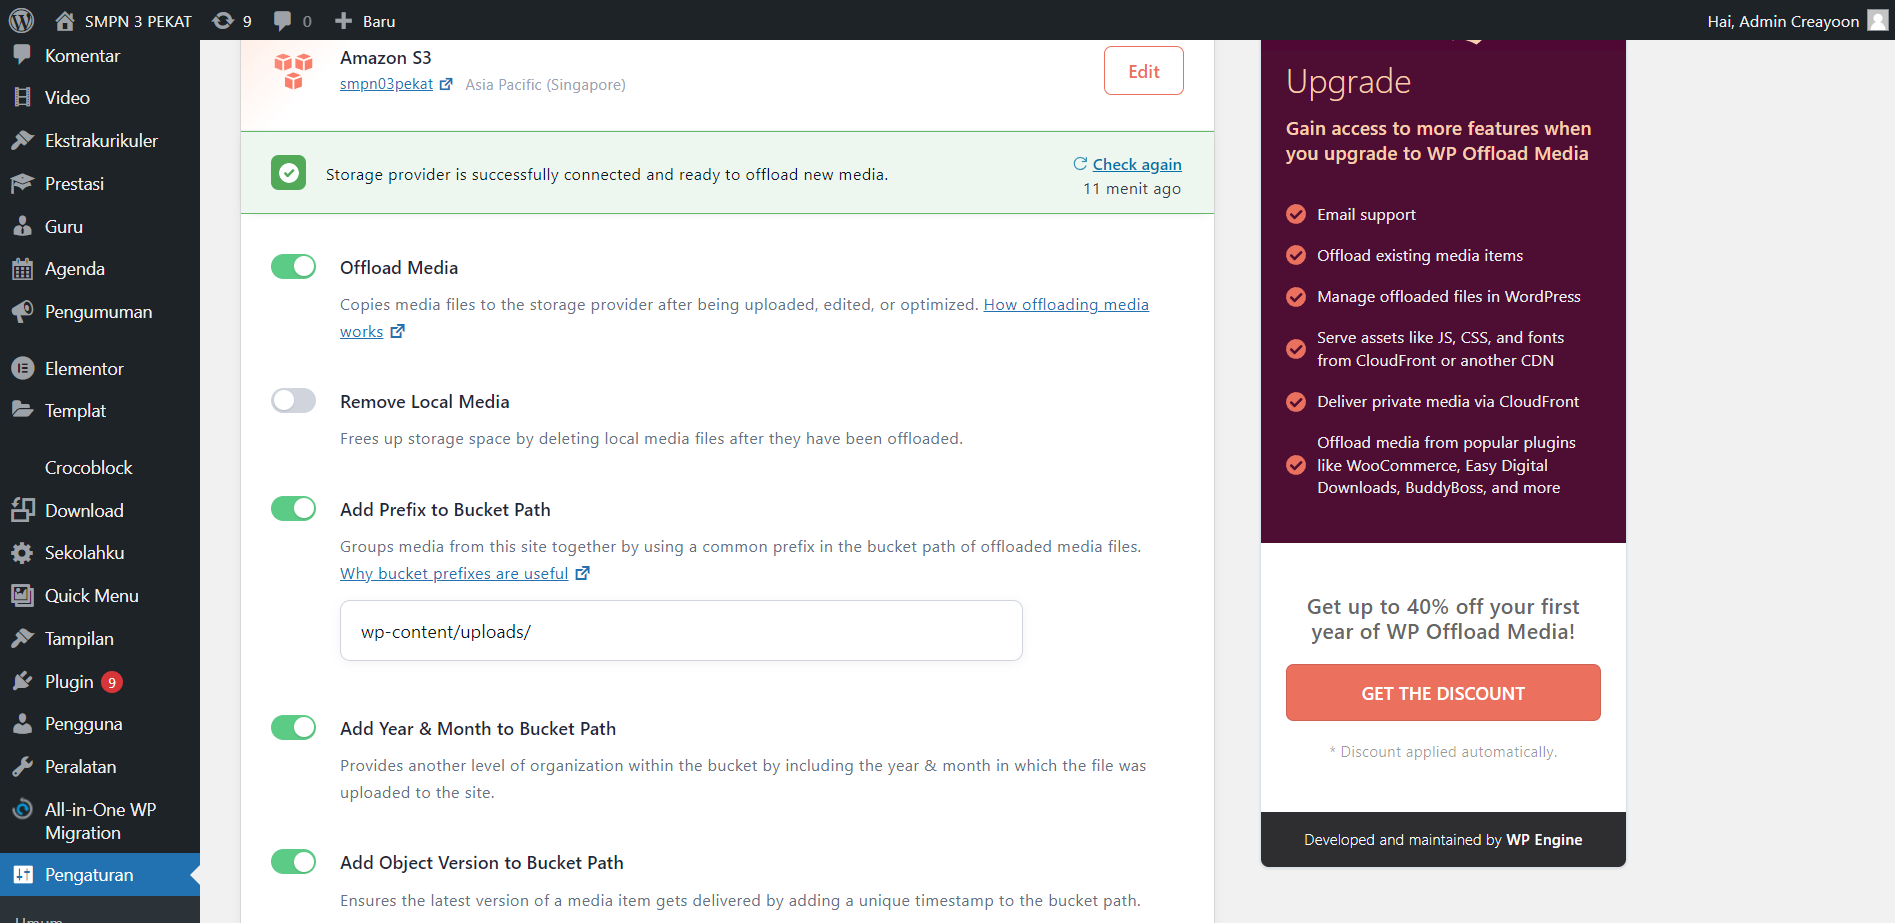 SMPN 3 PEKAT
9
0
Baru
Hai, Admin Creayoon
Komentar
Video
Ekstrakurikuler
Prestasi
Guru
Agenda
Pengumuman
Elementor
Templat
Crocoblock
Download
Sekolahku
Quick Menu
Tampilan
Plugin 9
Pengguna
Peralatan
All-in-One WP
Migration
Pengaturan
Umum
Amazon S3
smpn03pekat Asia Pacific (Singapore)
Edit
Storage provider is successfully connected and ready to offload new media.
Check again
11 menit ago
Offload Media
Copies media files to the storage provider after being uploaded, edited, or optimized. How offloading media
works
Remove Local Media
Frees up storage space by deleting local media files after they have been offloaded.
Add Prefix to Bucket Path
Groups media from this site together by using a common prefix in the bucket path of offloaded media files.
Why bucket prefixes are useful
wp-content/uploads/
Add Year & Month to Bucket Path
Provides another level of organization within the bucket by including the year & month in which the file was
uploaded to the site.
Add Object Version to Bucket Path
Ensures the latest version of a media item gets delivered by adding a unique timestamp to the bucket path.
Upgrade
Gain access to more features when
you upgrade to WP Offload Media
Email support
Offload existing media items
Manage offloaded files in WordPress
Serve assets like JS, CSS, and fonts
from CloudFront or another CDN
Deliver private media via CloudFront
Offload media from popular plugins
like WooCommerce, Easy Digital
Downloads, BuddyBoss, and more
Get up to 40% off your first
year of WP Offload Media!
GET THE DISCOUNT
* Discount applied automatically.
Developed and maintained by WP Engine